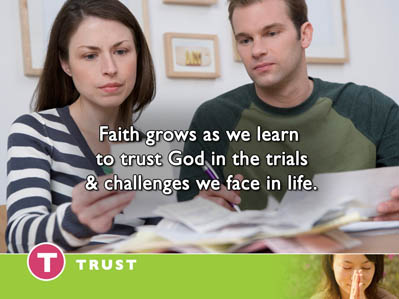 Faith grows as we learn
to trust God in the trials
& challenges we face in life.
T TRUST